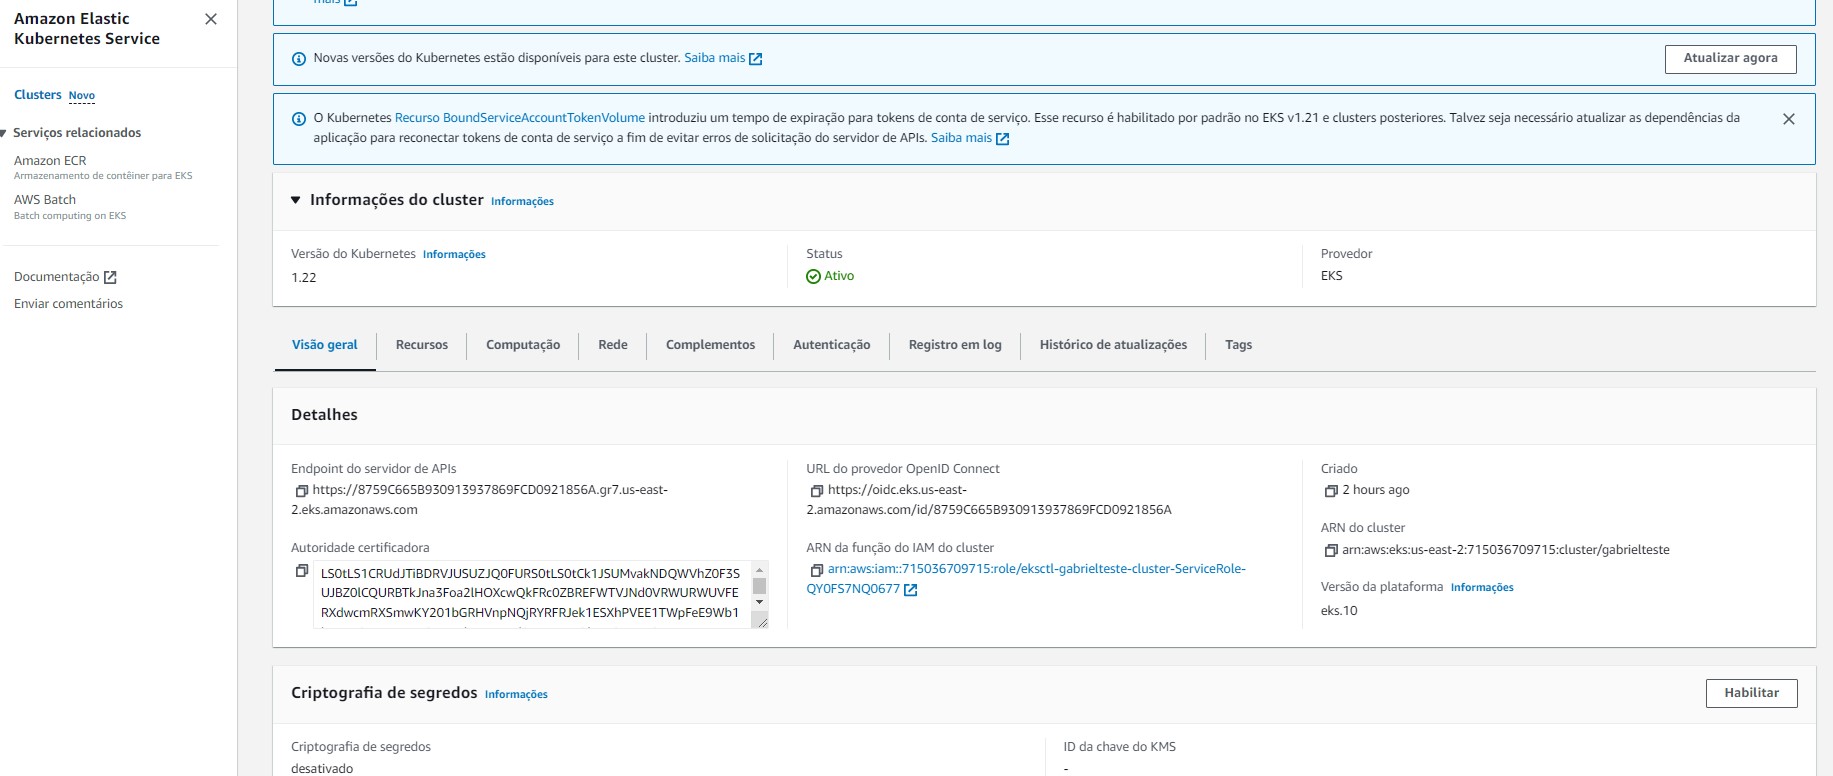 Amazon Elastic
Kubernetes Service
Clusters Novo
Serviços relacionados
Amazon ECR
Armazenamento de contêiner para EKS
AWS Batch
Batch computing on EKS
Documentação
Enviar comentários
mais
Novas versões do Kubernetes estão disponíveis para este cluster. Saiba mais
Atualizar agora
O Kubernetes Recurso BoundServiceAccountTokenVolume introduziu um tempo de expiração para tokens de conta de serviço. Esse recurso é habilitado por padrão no EKS v1.21 e clusters posteriores. Talvez seja necessário atualizar as dependências da
aplicação para reconectar tokens de conta de serviço a fim de evitar erros de solicitação do servidor de APIs. Saiba mais
Informações do cluster Informações
Versão do Kubernetes Informações
1.22
Status
Ativo
Provedor
EKS
Visão geral
Recursos
Computação
Rede
Complementos
Autenticação
Registro em log
Histórico de atualizações
Tags
Detalhes
Endpoint do servidor de APIs
https://8759C665B930913937869FCD0921856A.gr7.us-east-
2.eks.amazonaws.com
Autoridade certificadora
LS0tLS1CRUdJTiBDRVJUSUZJQ0FURS0tLS0tCk1JSUMvakNDQWVhZ0F3S
UJBZ0lCQURBTkJna3Foa2lHOXcwQkFRc0ZBREFWTVJNd0VRWURWUVFE
RXdwcmRXSmwKY201bGRHVnpNQjRYRFRJek1ESXhPVEE1TWpFeE9Wb1
URL do provedor OpenID Connect
https://oidc.eks.us-east-
2.amazonaws.com/id/8759C665B930913937869FCD0921856A
ARN da função do IAM do cluster
arn:aws:iam::715036709715:role/eksctl-gabrielteste-cluster-ServiceRole-
QY0FS7NQ0677
Criado
2 hours ago
ARN do cluster
arn:aws:eks:us-east-2:715036709715:cluster/gabrielteste
Versão da plataforma Informações
eks.10
Criptografia de segredos Informações
Habilitar
Criptografia de segredos
desativado
ID da chave do KMS
-